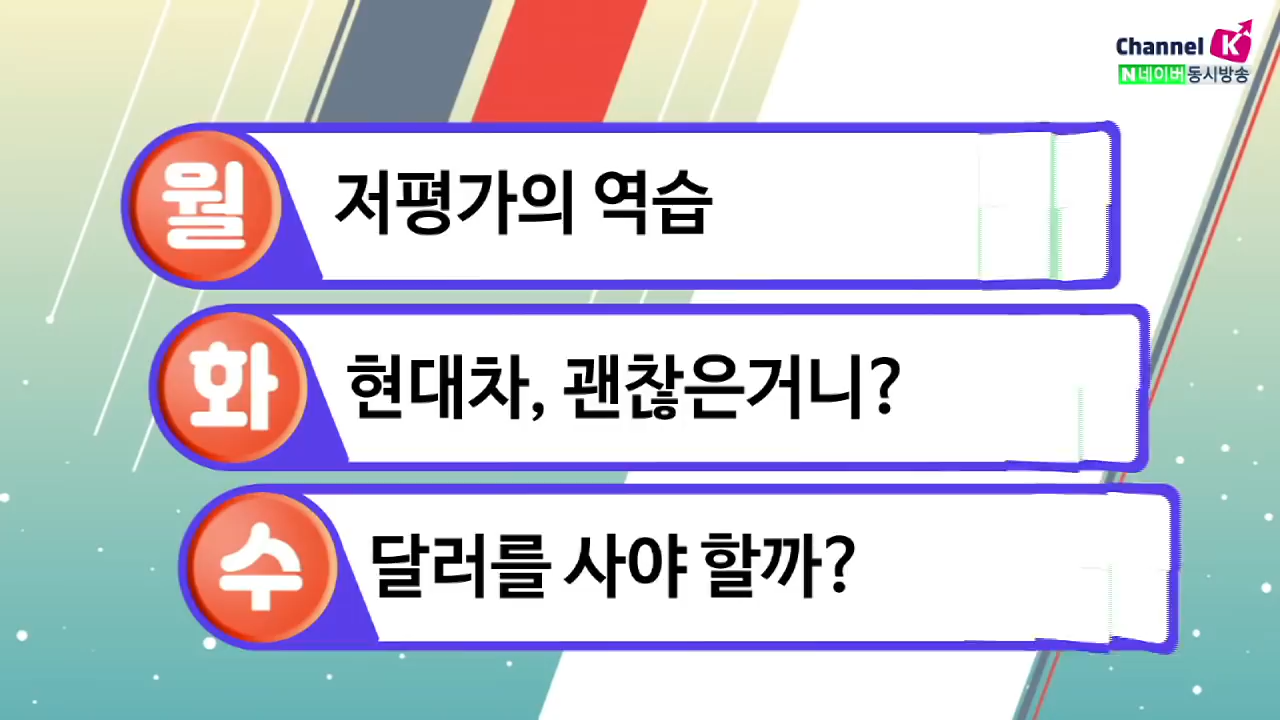 Channel K
N 네이버 동시방송
월 저평가의 역습
화 현대차, 괜찮은거니?
수 달러를 사야 할까?